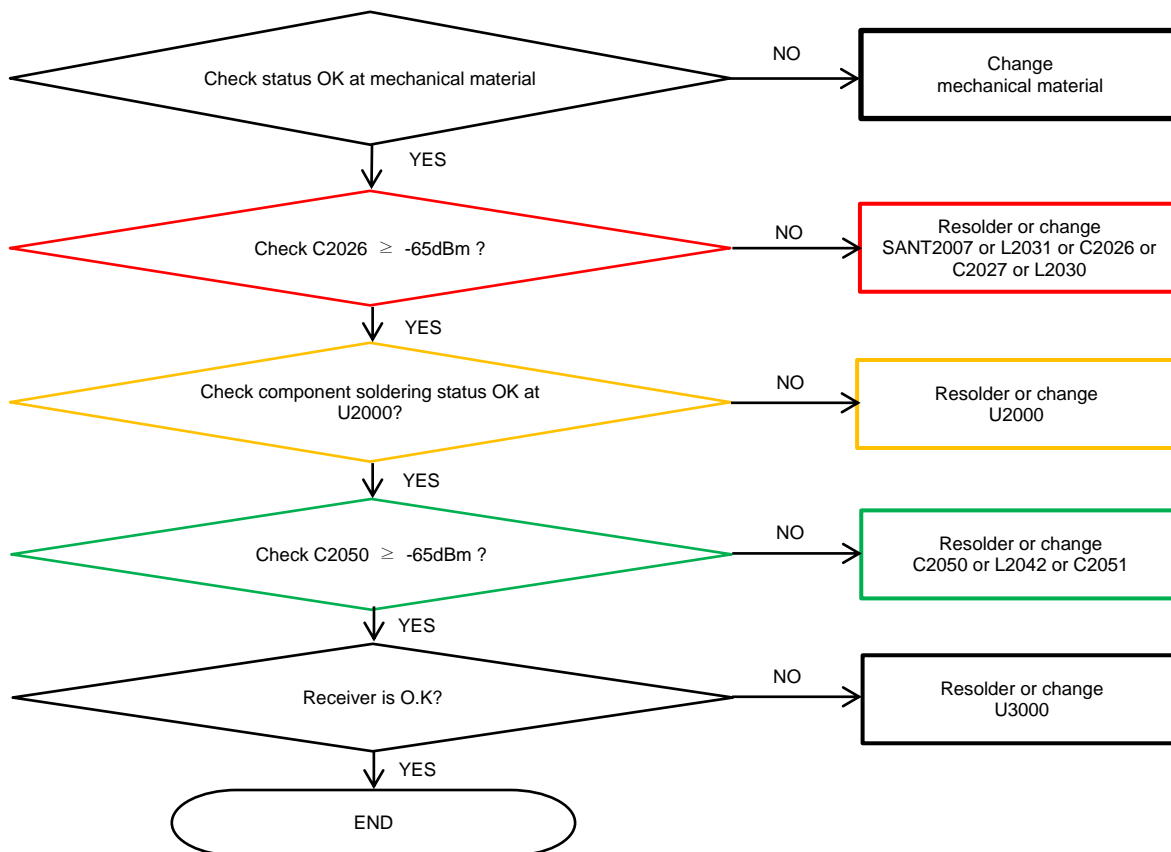 Check status OK at mechanical material
NO
Change
mechanical material
YES
Check C2026 ≥ -65dBm ?
NO
Resolder or change
SANT2007 or L2031 or C2026 or
C2027 or L2030
YES
Check component soldering status OK at
U2000?
NO
Resolder or change
U2000
YES
Check C2050 ≥ -65dBm ?
NO
Resolder or change
C2050 or L2042 or C2051
YES
Receiver is O.K?
NO
Resolder or change
U3000
YES
END